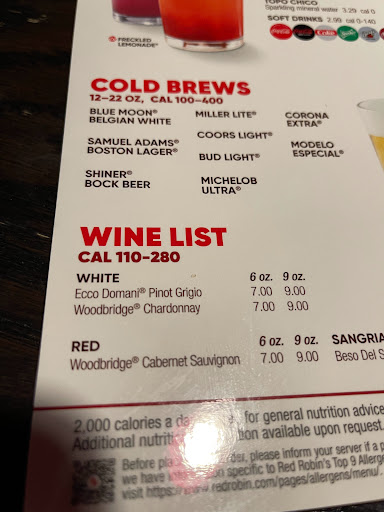 TOPO CHICO
Sparkling mineral water 3.29 cal 0
SOFT DRINKS 2.99 cal 0-140
FRECKLED
LEMONADE®
COLD BREWS
12–22 OZ, CAL 100–400
BLUE MOON®
BELGIAN WHITE
SAMUEL ADAMS®
BOSTON LAGER®
SHINER®
BOCK BEER
MILLER LITE®
COORS LIGHT®
BUD LIGHT®
MICHELOB
ULTRA®
CORONA
EXTRA®
MODELO
ESPECIAL®
WINE LIST
CAL 110–280
WHITE 6 oz. 9 oz.
Ecco Domani® Pinot Grigio 7.00 9.00
Woodbridge® Chardonnay 7.00 9.00
RED 6 oz. 9 oz.
Woodbridge® Cabernet Sauvignon 7.00 9.00
SANGRIA
Beso Del S
2,000 calories a da for general nutrition advice
Additional nutriti on available upon request.
Before pla der, please inform your server if a p
we have on specific to Red Robin's Top 9 Allerge
visit https:// redrobin.com/pages/allergens/menu/.